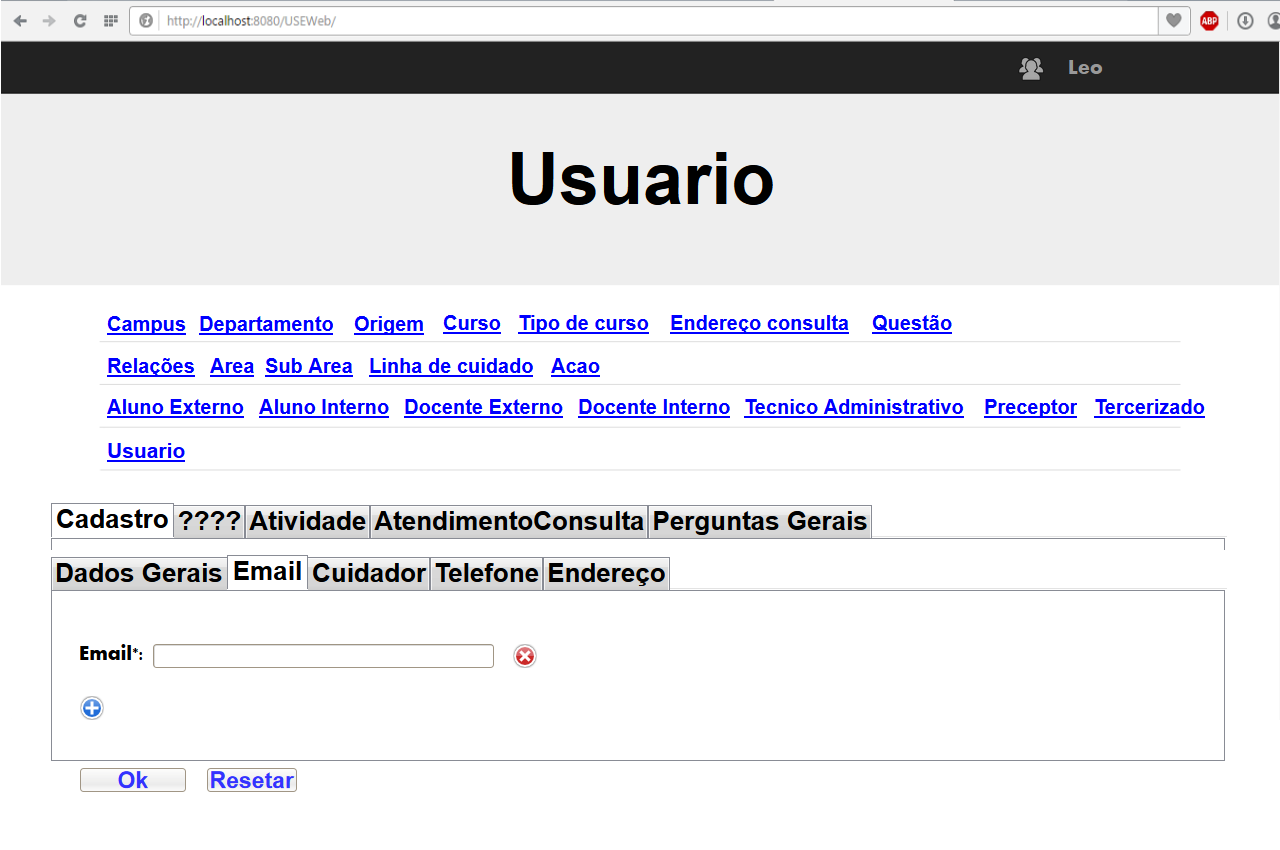 http://localhost:8080/USEWeb/
ABP
Leo
Usuario
Campus Departamento Origem Curso Tipo de curso Endereço consulta Questão
Relações Area Sub Area Linha de cuidado Acao
Aluno Externo Aluno Interno Docente Externo Docente Interno Tecnico Administrativo Preceptor Tercerizado
Usuario
Cadastro ???? Atividade AtendimentoConsulta Perguntas Gerais
Dados Gerais Email Cuidador Telefone Endereço
Email*:
Ok Resetar